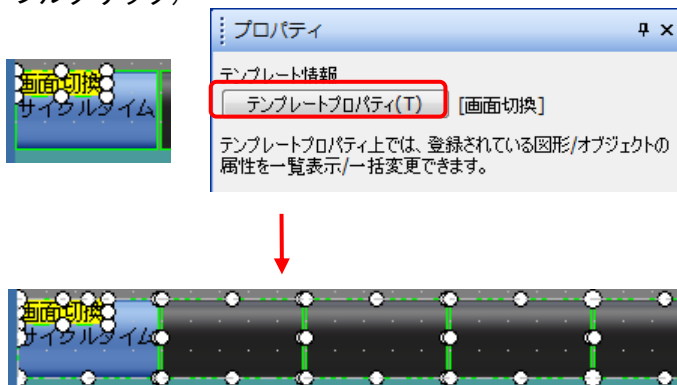 プロパティ
画面切換
サイクルタイム
テンプレート情報
テンプレートプロパティ(T) [画面切換]
テンプレートプロパティ上では、登録されている図形/オブジェクトの
属性を一覧表示/一括変更できます。
画面切換
サイクルタイム